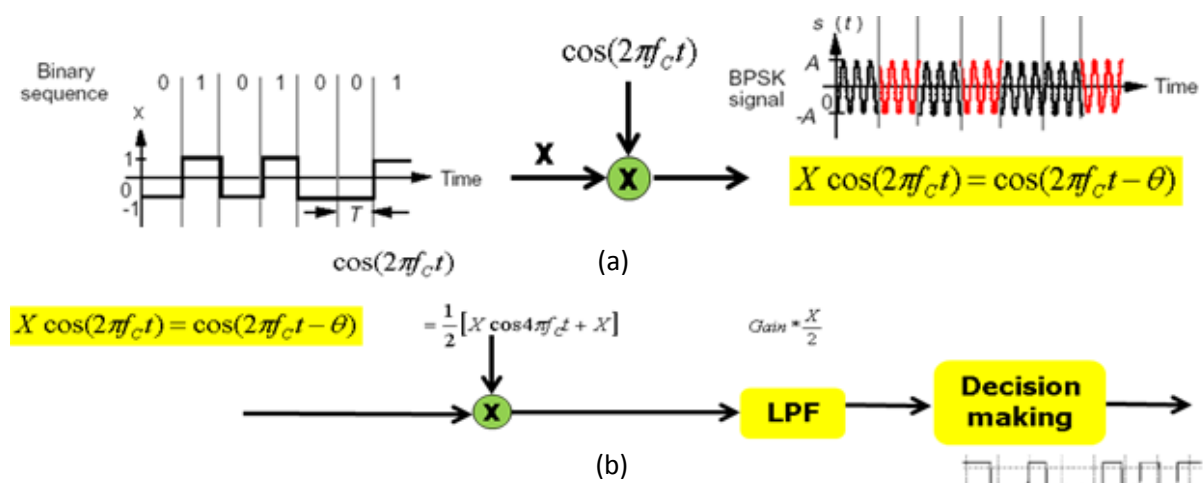 s (t)
cos(2πf_C t)
Binary sequence
0 1 0 1 0 0 1
A
BPSK signal
0
Time
-A
X
1
0
-1
Time
T
X
X
X cos(2πf_C t) = cos(2πf_C t − θ)
cos(2πf_C t)
(a)
X cos(2πf_C t) = cos(2πf_C t − θ)
= 1/2 [X cos4πf_C t + X]
Gain * X/2
X
LPF
Decision making
(b)